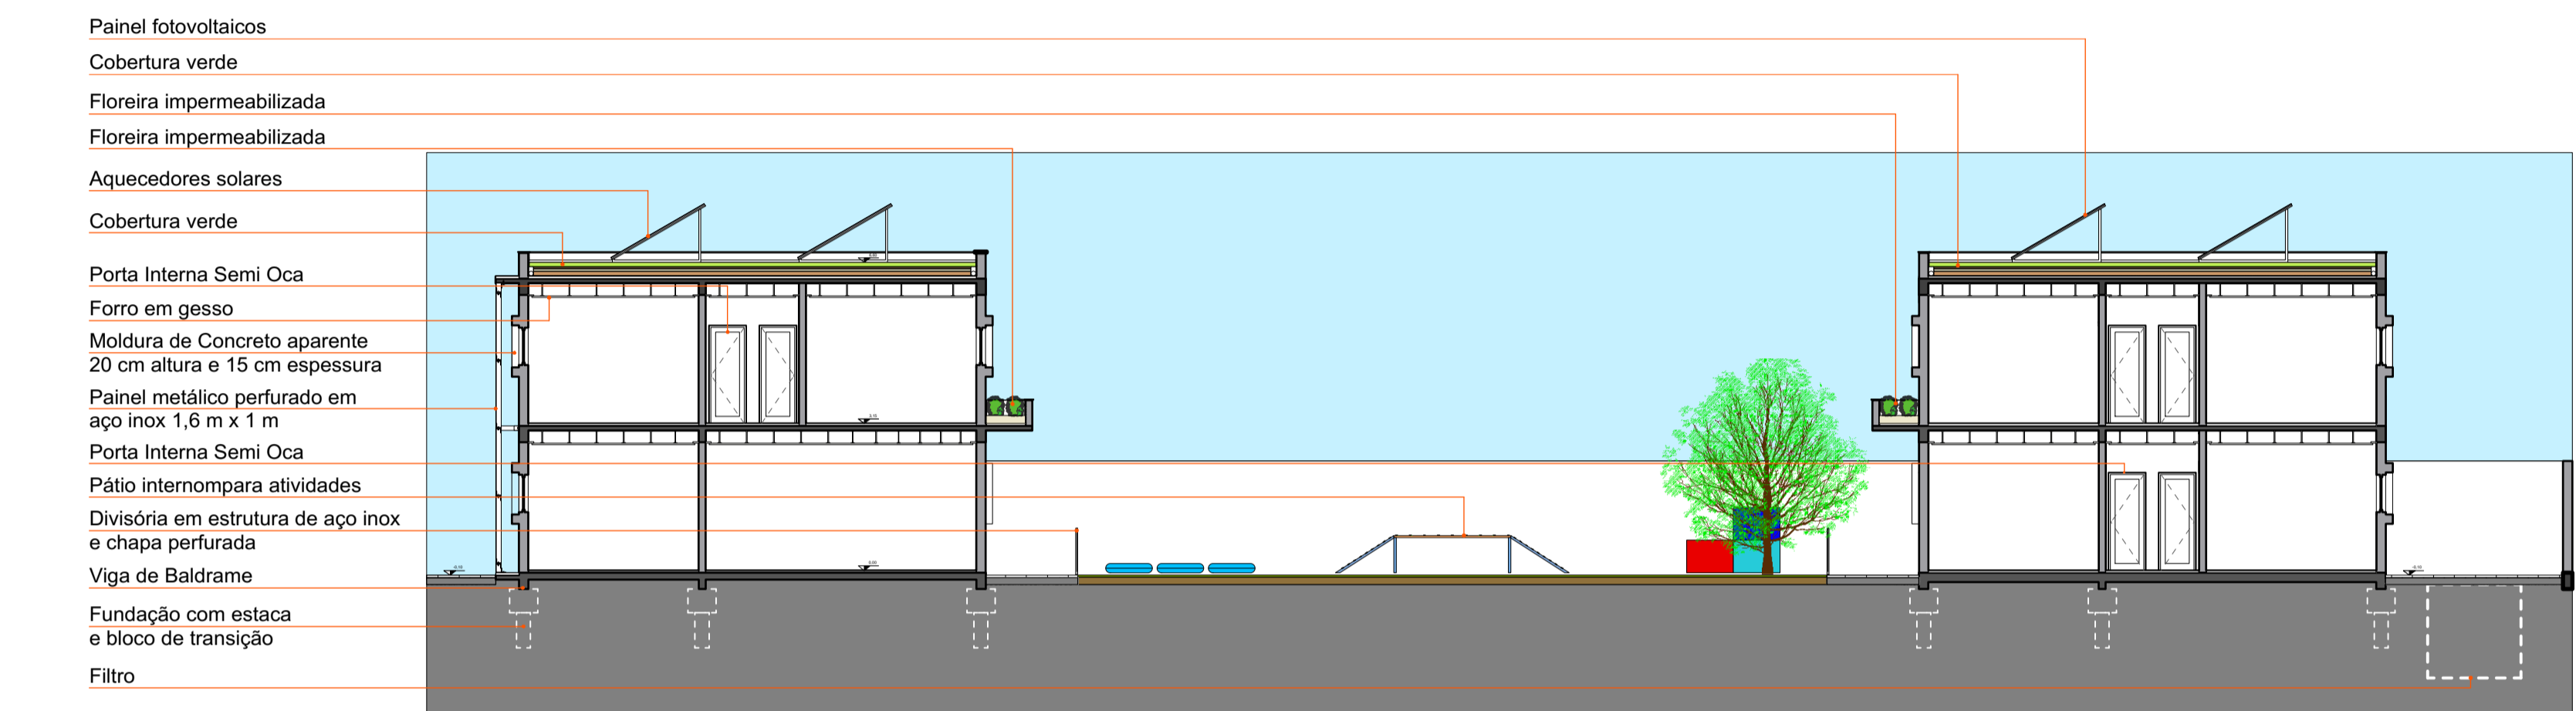 Painel fotovoltaicos
Cobertura verde
Floreira impermeabilizada
Floreira impermeabilizada
Aquecedores solares
Cobertura verde
Porta Interna Semi Oca
Forro em gesso
Moldura de Concreto aparente
20 cm altura e 15 cm espessura
Painel metálico perfurado em
aço inox 1,6 m x 1 m
Porta Interna Semi Oca
Pátio internompara atividades
Divisória em estrutura de aço inox
e chapa perfurada
Viga de Baldrame
Fundação com estaca
e bloco de transição
Filtro